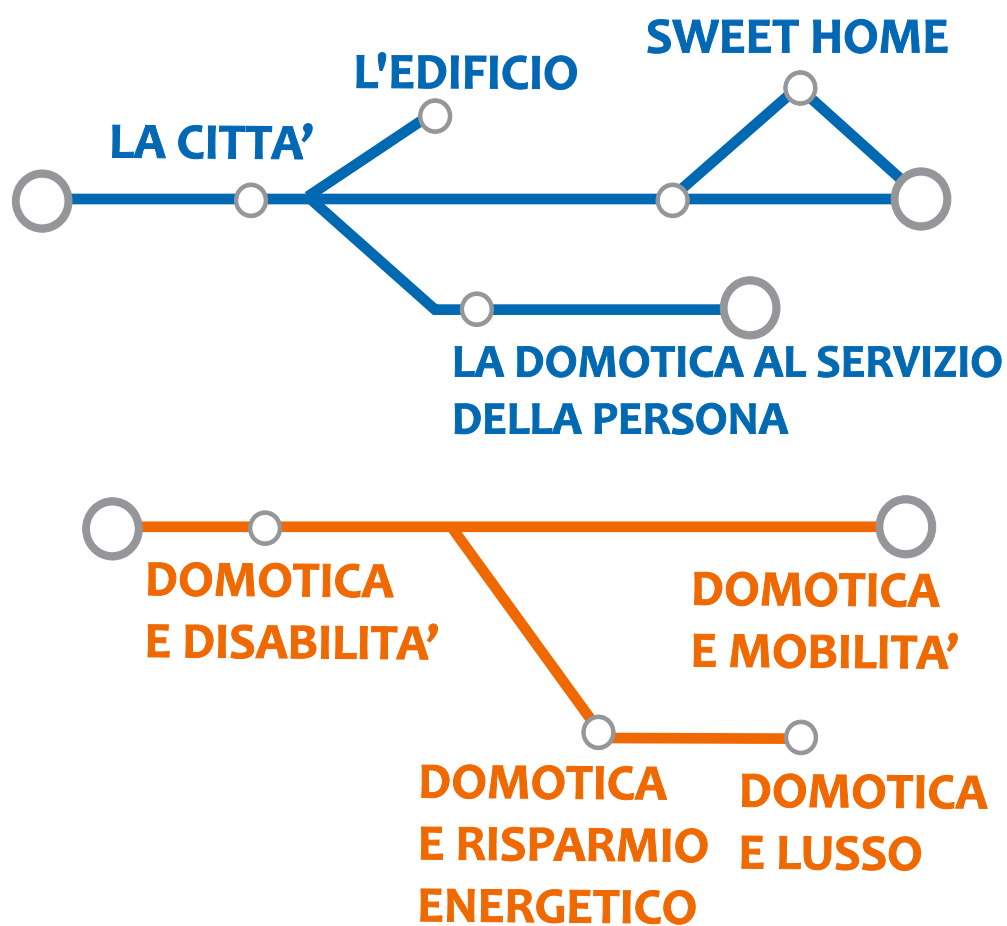 SWEET HOME
L'EDIFICIO
LA CITTA’
LA DOMOTICA AL SERVIZIO
DELLA PERSONA
DOMOTICA
E DISABILITA’
DOMOTICA
E MOBILITA’
DOMOTICA
E RISPARMIO
ENERGETICO
DOMOTICA
E LUSSO